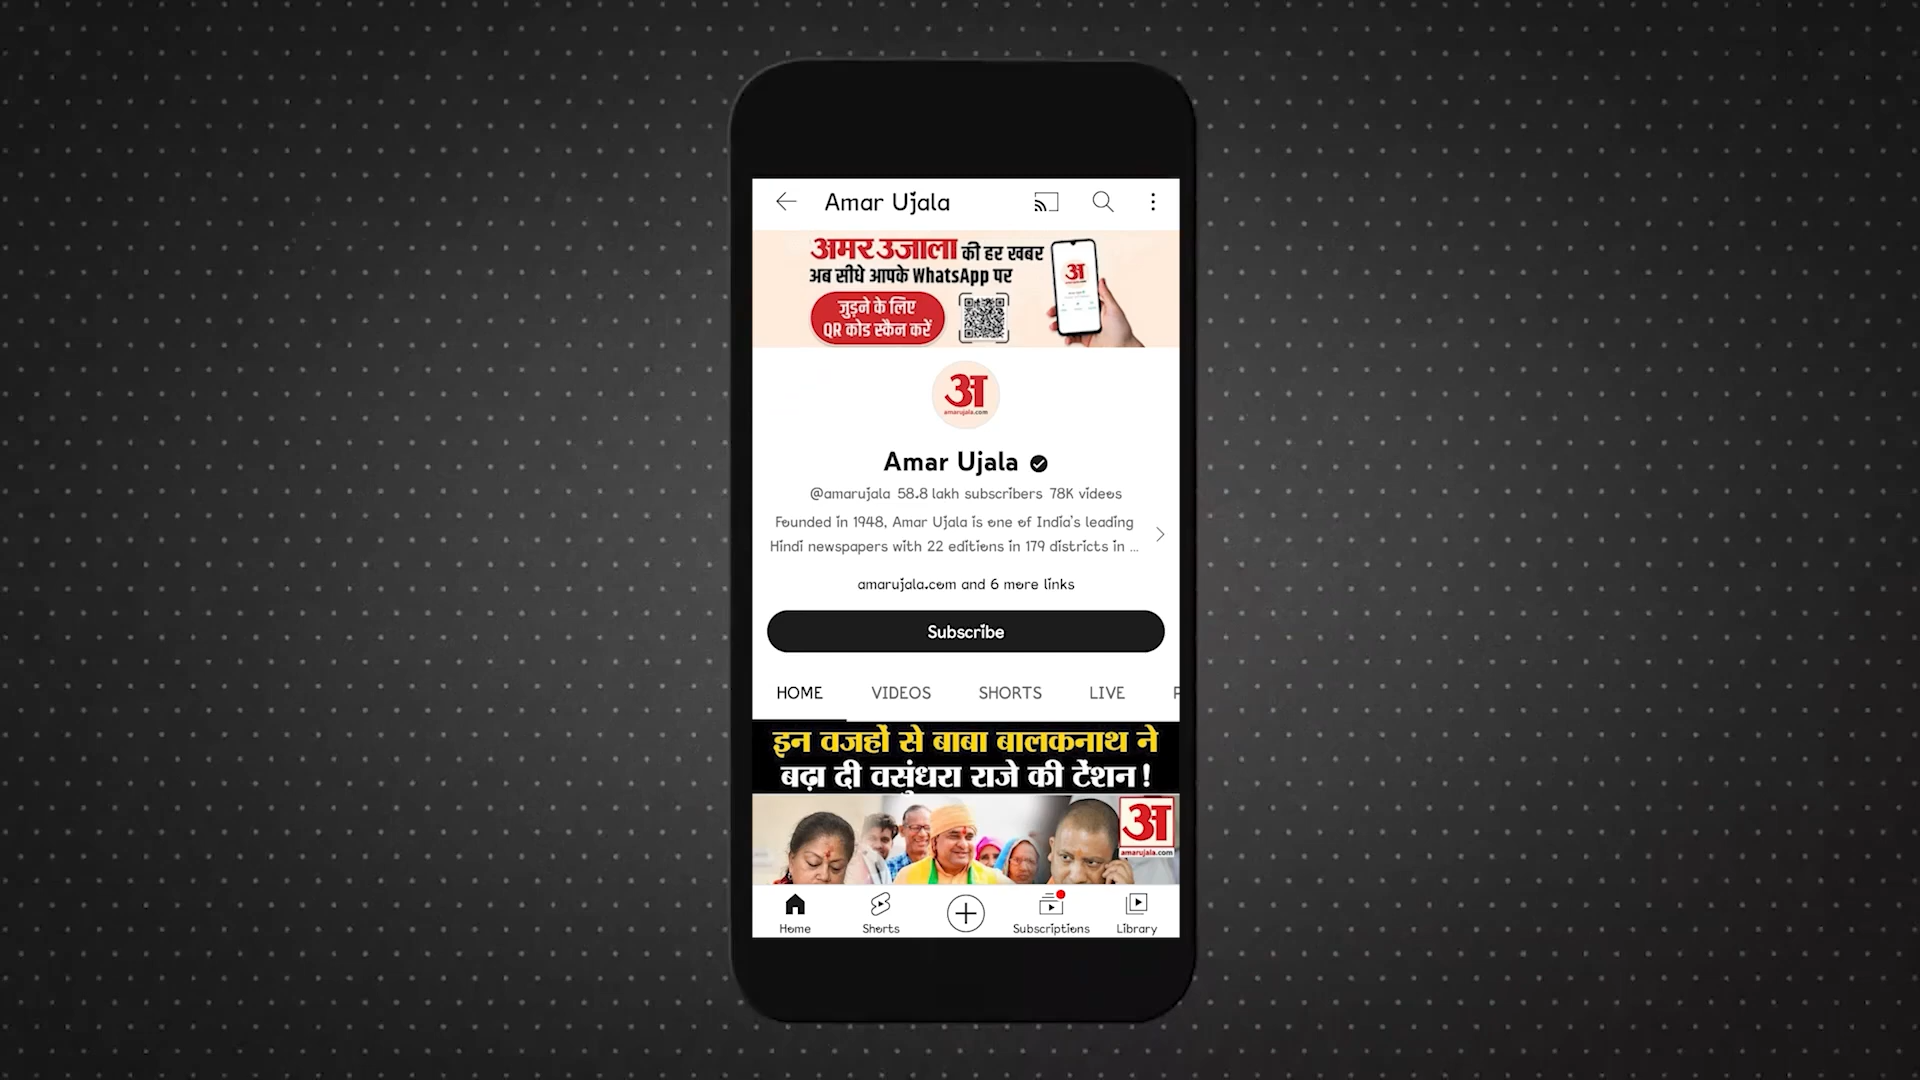 Amar Ujala
अमर उजाला की हर खबर
अब सीधे आपके WhatsApp पर
जुड़ने के लिए
QR कोड स्कैन करें
अ
अ
amarujala.com
Amar Ujala
@amarujala 58.8 lakh subscribers 78K videos
Founded in 1948, Amar Ujala is one of India's leading
Hindi newspapers with 22 editions in 179 districts in ...
amarujala.com and 6 more links
Subscribe
HOME VIDEOS SHORTS LIVE
इन वजहों से बाबा बालकनाथ ने
बढ़ा दी वसुंधरा राजे की टेंशन!
अ
amarujala.com
Home Shorts Subscriptions Library